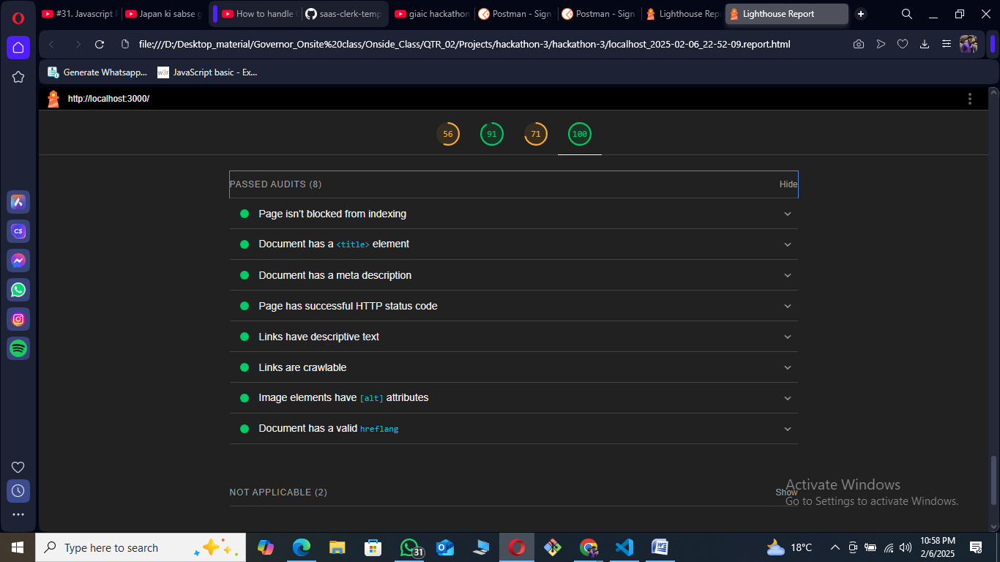 #31. Javascript F
Japan ki sabse g
How to handle
saas-clerk-temp
giaic hackathon
Postman - Sign
Postman - Sign
Lighthouse Rep
Lighthouse Report
file:///D:/Desktop_material/Governor_Onsite%20class/Onside_Class/QTR_02/Projects/hackathon-3/hackathon-3/localhost_2025-02-06_22-52-09.report.html
Generate Whatsapp...
w3r
JavaScript basic - Ex...
http://localhost:3000/
56
91
71
100
PASSED AUDITS (8)
Hide
Page isn’t blocked from indexing
Document has a <title> element
Document has a meta description
Page has successful HTTP status code
Links have descriptive text
Links are crawlable
Image elements have [alt] attributes
Document has a valid hreflang
NOT APPLICABLE (2)
Show
Activate Windows
Go to Settings to activate Windows.
CS
Type here to search
31
18°C
10:58 PM
2/6/2025